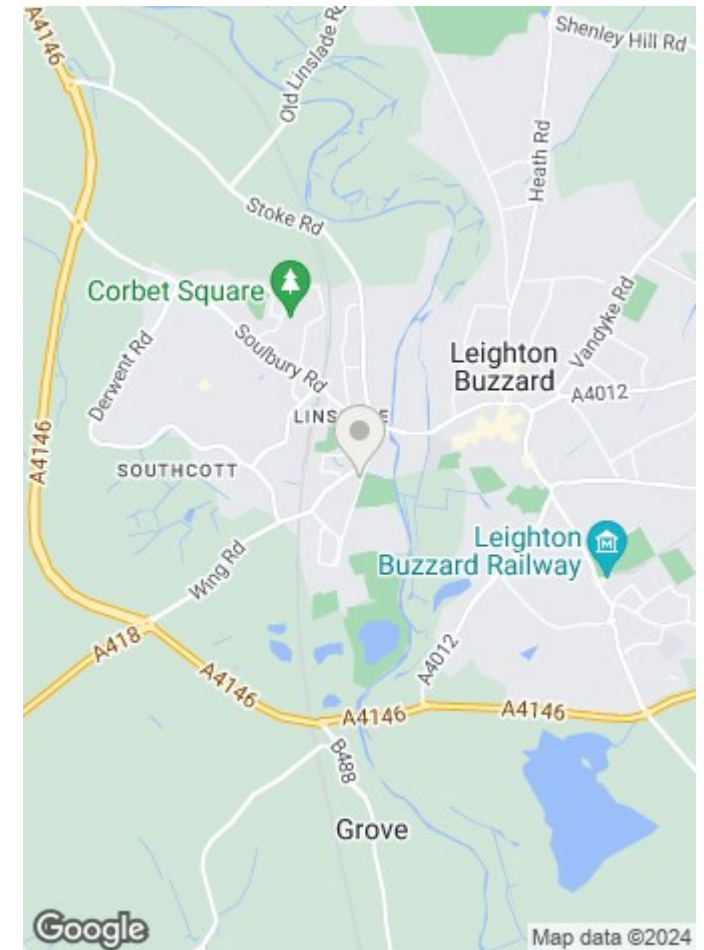 A4146
Old Linslade Rd
Shenley Hill Rd
Heath Rd
Stoke Rd
Corbet Square
Vandyke Rd
Soulbury Rd
Derwent Rd
Leighton
Buzzard
A4012
LINS E
A4146
SOUTHCOTT
Leighton
Buzzard Railway
M
Wing Rd
A418
A4012
A4146
A4146
A4146
B488
Grove
Google
Map data ©2024